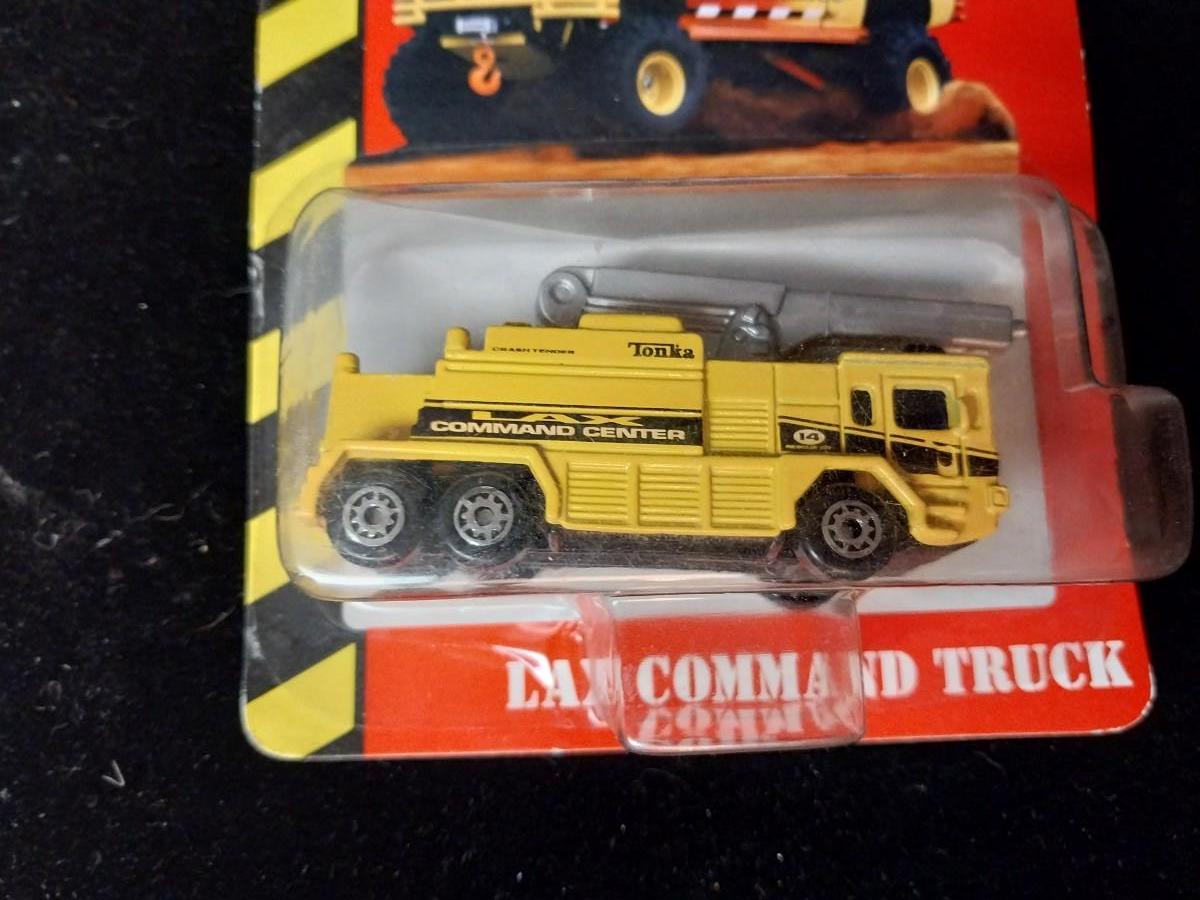 CRASH TENDER
Tonka
LAX
COMMAND CENTER
14
LAX COMMAND TRUCK